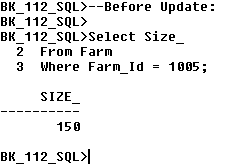 BK_112_SQL>--Before Update:
BK_112_SQL>
BK_112_SQL>Select Size_
  2  From Farm
  3  Where Farm_Id = 1005;

     SIZE_
----------
       150

BK_112_SQL>